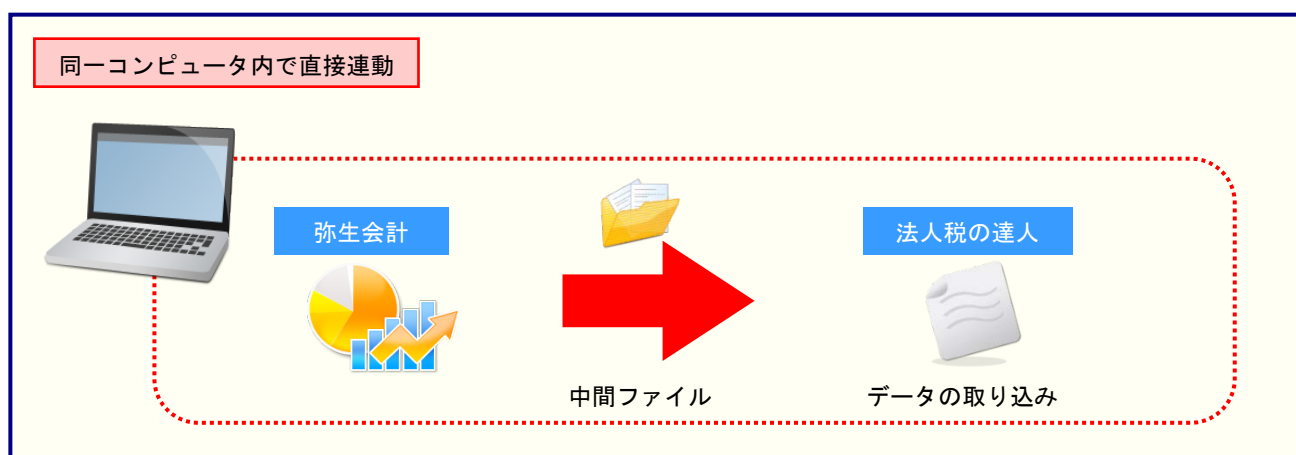 同一コンピュータ内で直接連動
弥生会計
法人税の達人
中間ファイル
データの取り込み